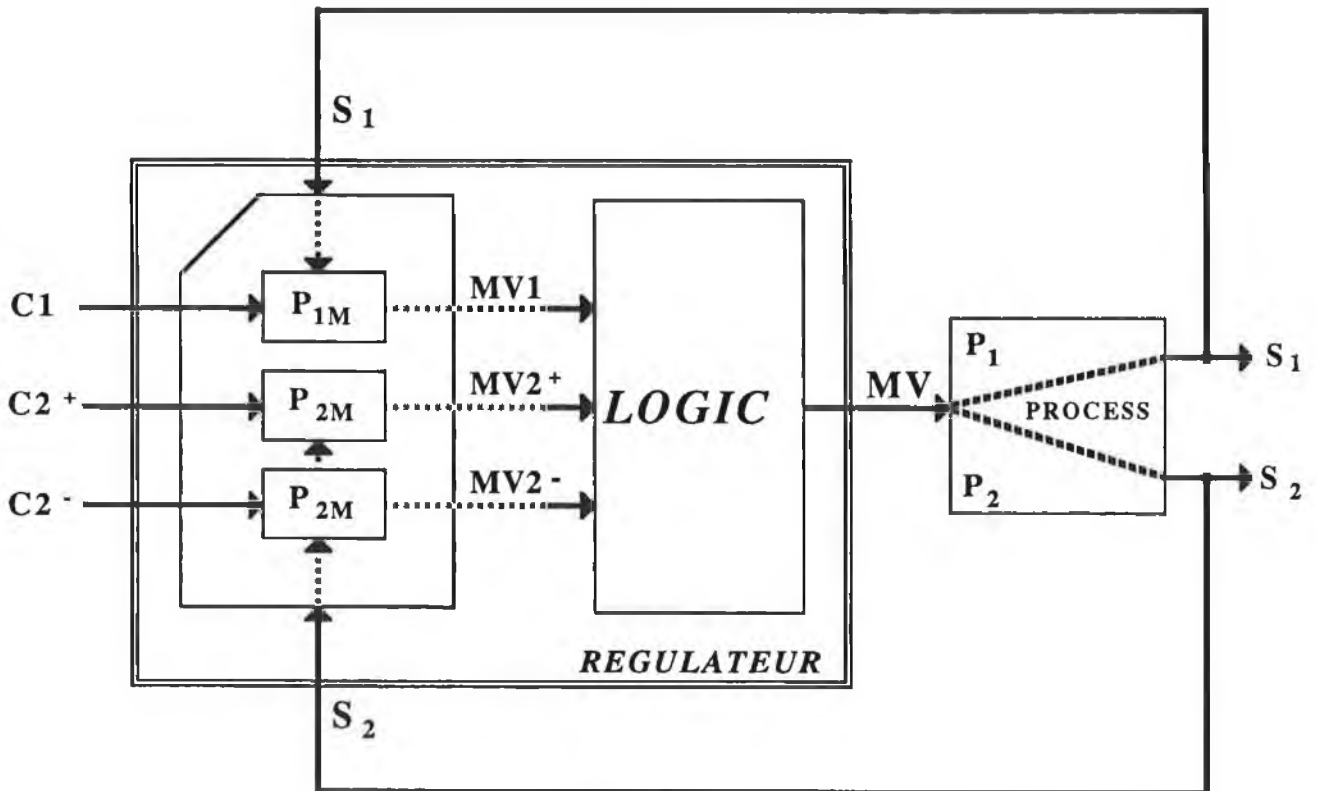 S1
C1
P1M
MV1
C2+
P2M
MV2+
C2-
P2M
MV2-
LOGIC
REGULATEUR
MV
P1
PROCESS
P2
S1
S2
S2